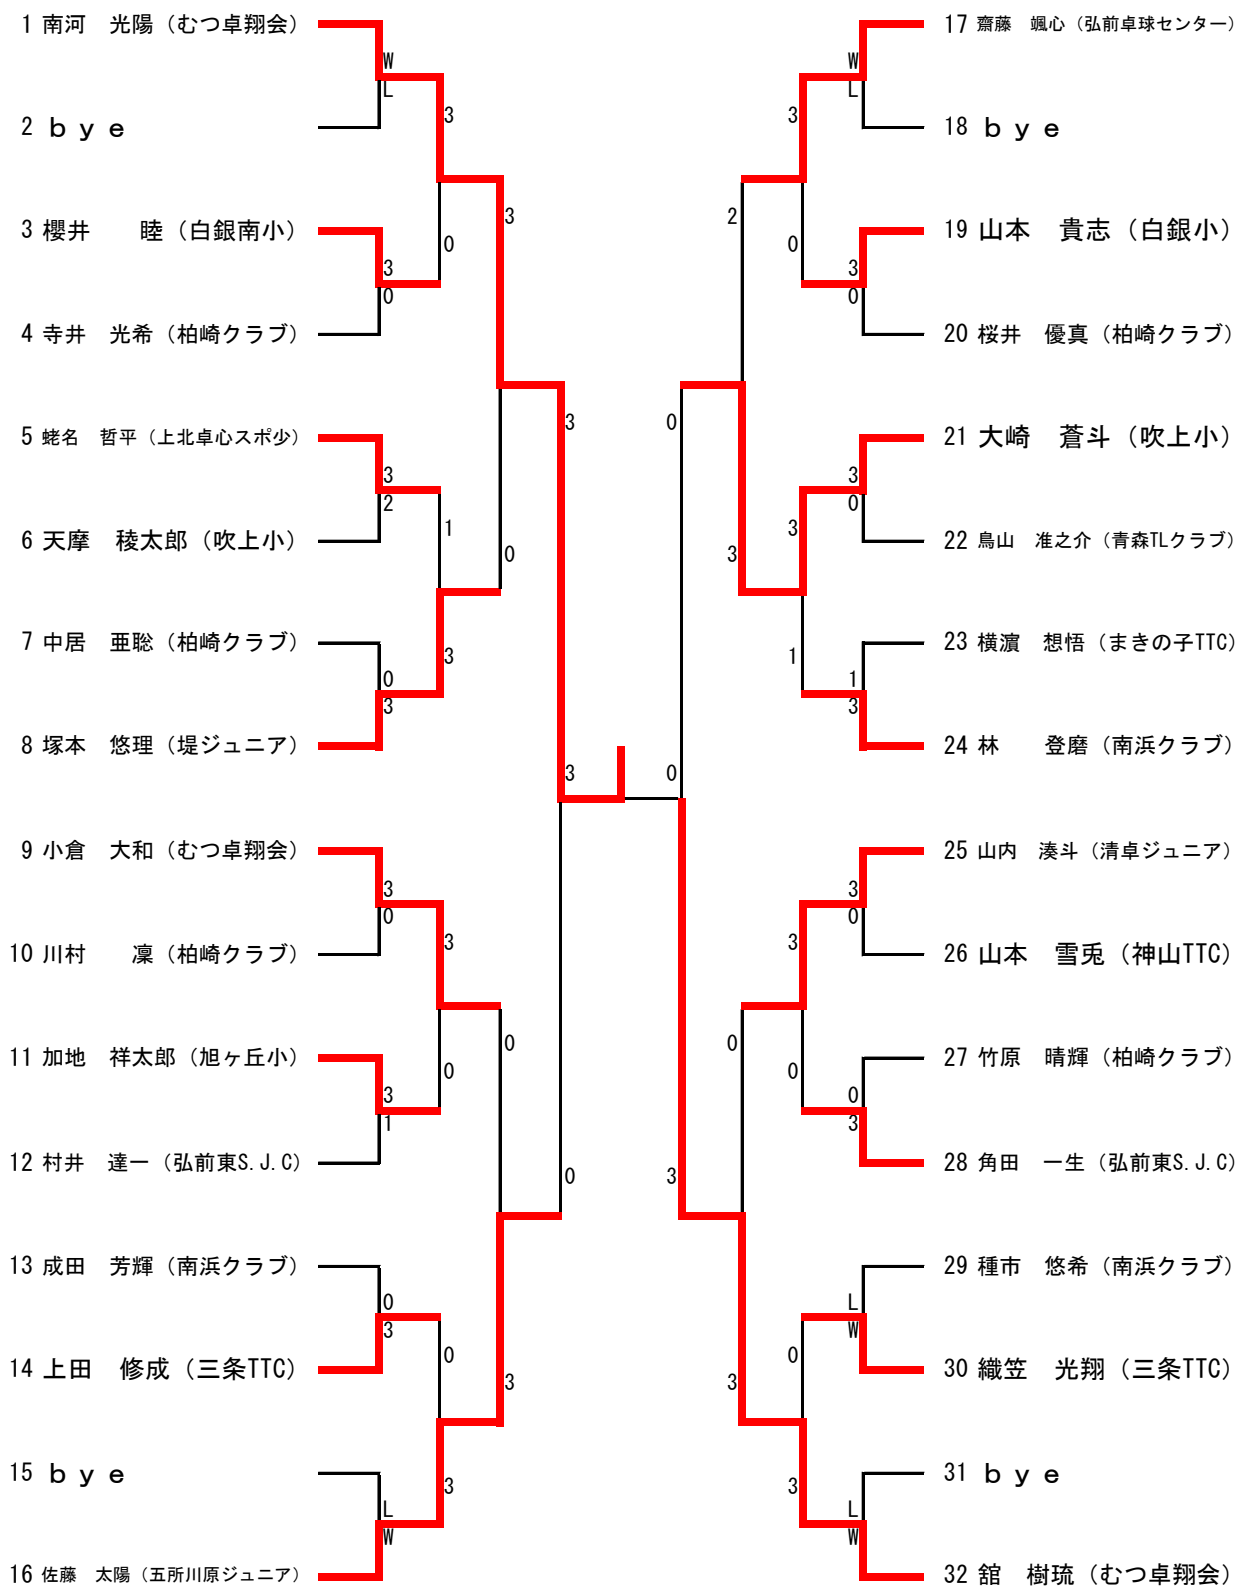 1 南河　光陽（むつ卓翔会）
2 ｂｙｅ
3 櫻井　　睦（白銀南小）
4 寺井　光希（柏崎クラブ）
5 蛯名　哲平（上北卓心スポ少）
6 天摩　稜太郎（吹上小）
7 中居　亜聡（柏崎クラブ）
8 塚本　悠理（堤ジュニア）
9 小倉　大和（むつ卓翔会）
10 川村　　凜（柏崎クラブ）
11 加地　祥太郎（旭ヶ丘小）
12 村井　達一（弘前東S.J.C）
13 成田　芳輝（南浜クラブ）
14 上田　修成（三条TTC）
15 ｂｙｅ
16 佐藤　太陽（五所川原ジュニア）
W
L
3
0
3
2
0
3
3
0
3
1
0
3
L
W
3
0
1
3
3
0
0
3
3
0
0
3
3
0
3
0
0
3
2
3
0
3
3
0
3
1
3
0
0
3
W
L
3
0
3
0
1
3
3
0
0
3
L
W
L
W
17 齋藤　颯心（弘前卓球センター）
18 ｂｙｅ
19 山本　貴志（白銀小）
20 桜井　優真（柏崎クラブ）
21 大崎　蒼斗（吹上小）
22 鳥山　准之介（青森TLクラブ）
23 横濵　想悟（まきの子TTC）
24 林　　登磨（南浜クラブ）
25 山内　湊斗（清卓ジュニア）
26 山本　雪兎（神山TTC）
27 竹原　晴輝（柏崎クラブ）
28 角田　一生（弘前東S.J.C）
29 種市　悠希（南浜クラブ）
30 織笠　光翔（三条TTC）
31 ｂｙｅ
32 舘　樹琉（むつ卓翔会）